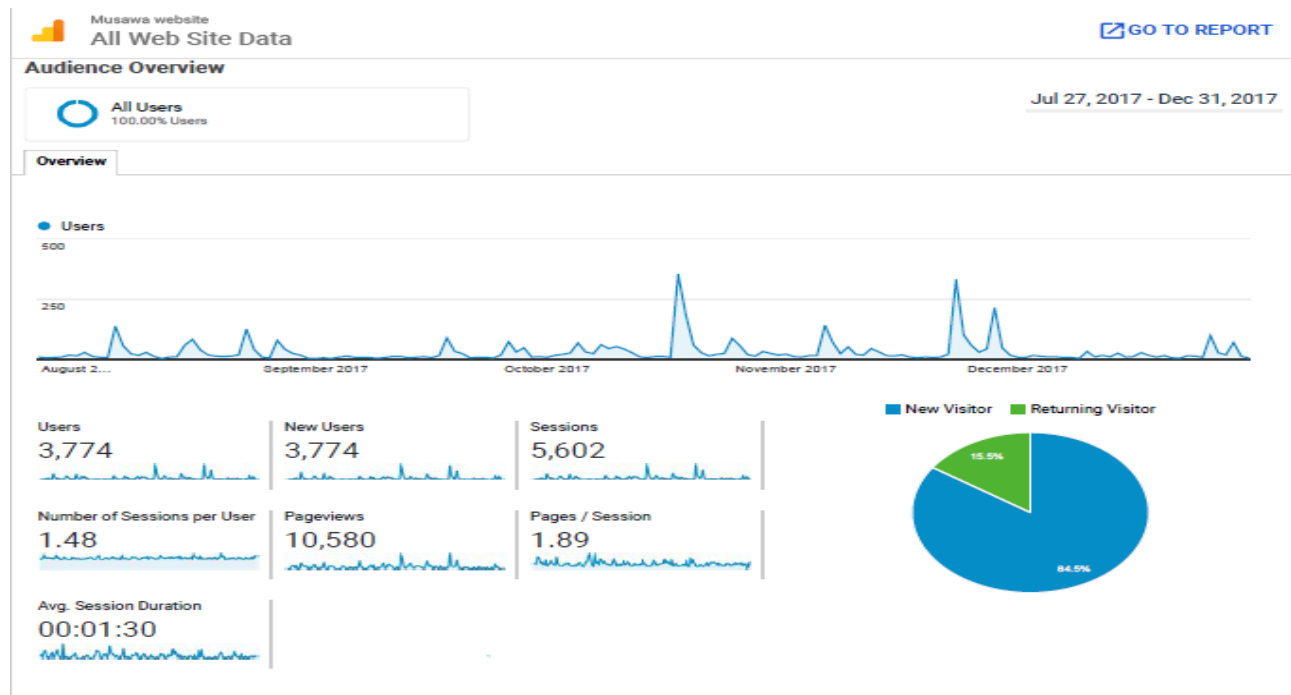 Musawa website
All Web Site Data
GO TO REPORT
Audience Overview
All Users
100.00% Users
Jul 27, 2017 - Dec 31, 2017
Overview
Users
500
250
August 2...
September 2017
October 2017
November 2017
December 2017
New Visitor
Returning Visitor
Users
3,774
New Users
3,774
Sessions
5,602
Number of Sessions per User
1.48
Pageviews
10,580
Pages / Session
1.89
Avg. Session Duration
00:01:30
15.5%
84.5%